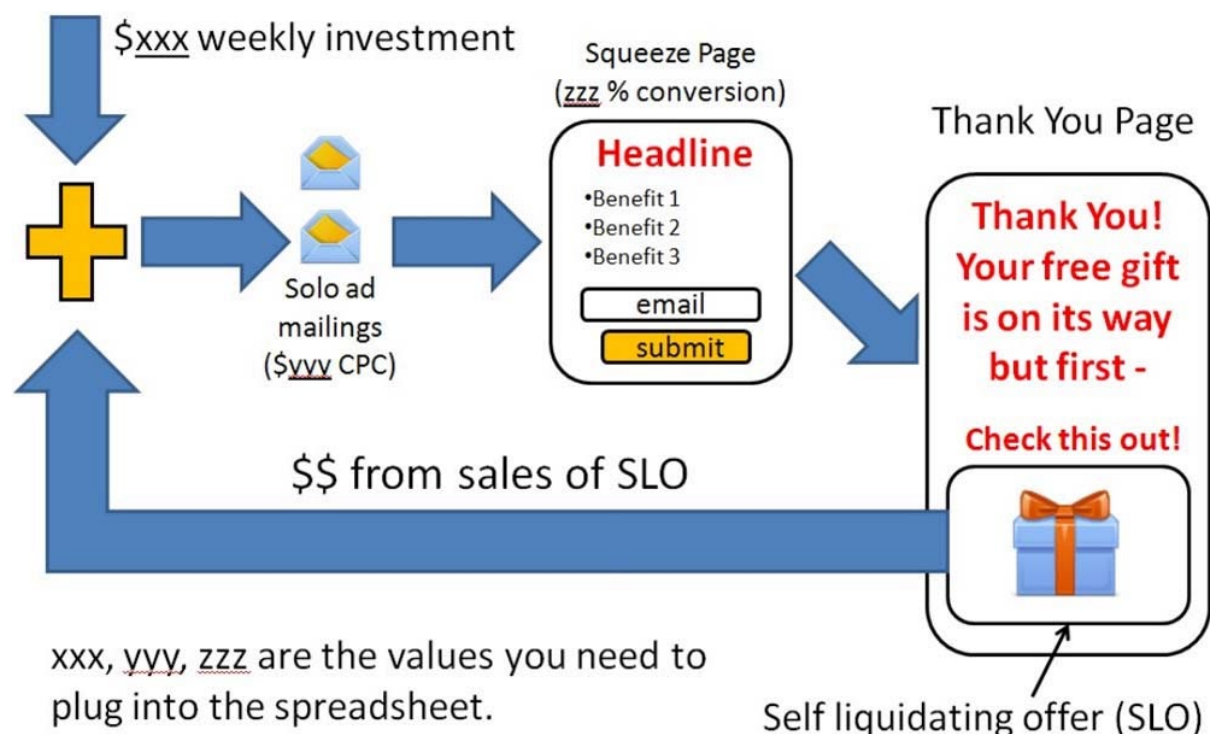 $xxx weekly investment
Squeeze Page
(zzz % conversion)
Thank You Page
Headline
•Benefit 1
•Benefit 2
•Benefit 3
email
submit
Solo ad
mailings
($yyy CPC)
Thank You!
Your free gift
is on its way
but first -
Check this out!
$$ from sales of SLO
xxx, yyy, zzz are the values you need to
plug into the spreadsheet.
Self liquidating offer (SLO)